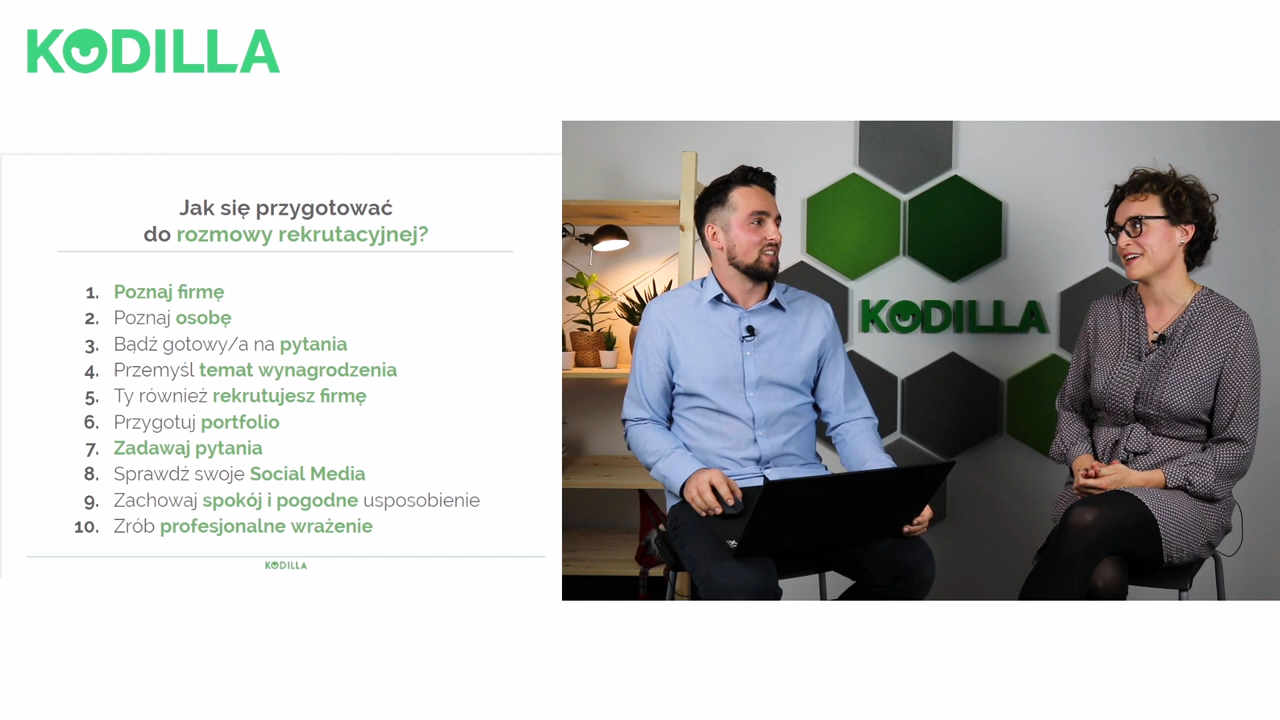 KODILLA
Jak się przygotować
do rozmowy rekrutacyjnej?
1. Poznaj firmę
2. Poznaj osobę
3. Bądź gotowy/a na pytania
4. Przemyśl temat wynagrodzenia
5. Ty również rekrutujesz firmę
6. Przygotuj portfolio
7. Zadawaj pytania
8. Sprawdź swoje Social Media
9. Zachowaj spokój i pogodne usposobienie
10. Zrób profesjonalne wrażenie
KODILLA
KODILLA